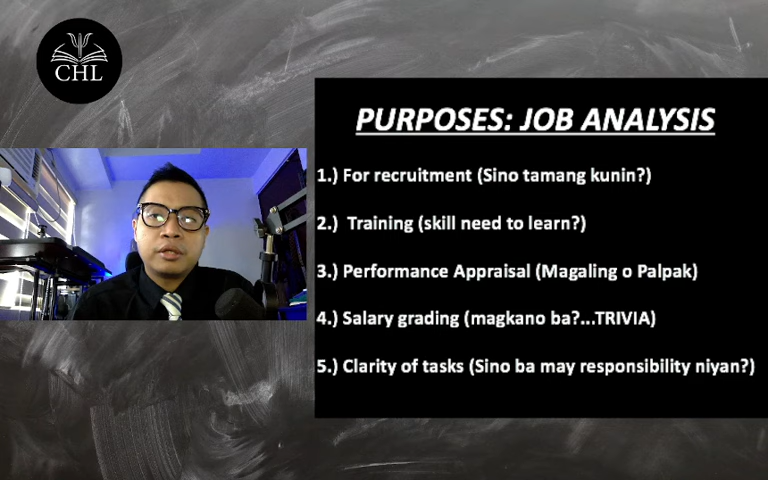 CHL
PURPOSES: JOB ANALYSIS
1.) For recruitment (Sino tamang kunin?)
2.) Training (skill need to learn?)
3.) Performance Appraisal (Magaling o Palpak)
4.) Salary grading (magkano ba?...TRIVIA)
5.) Clarity of tasks (Sino ba may responsibility niyan?)